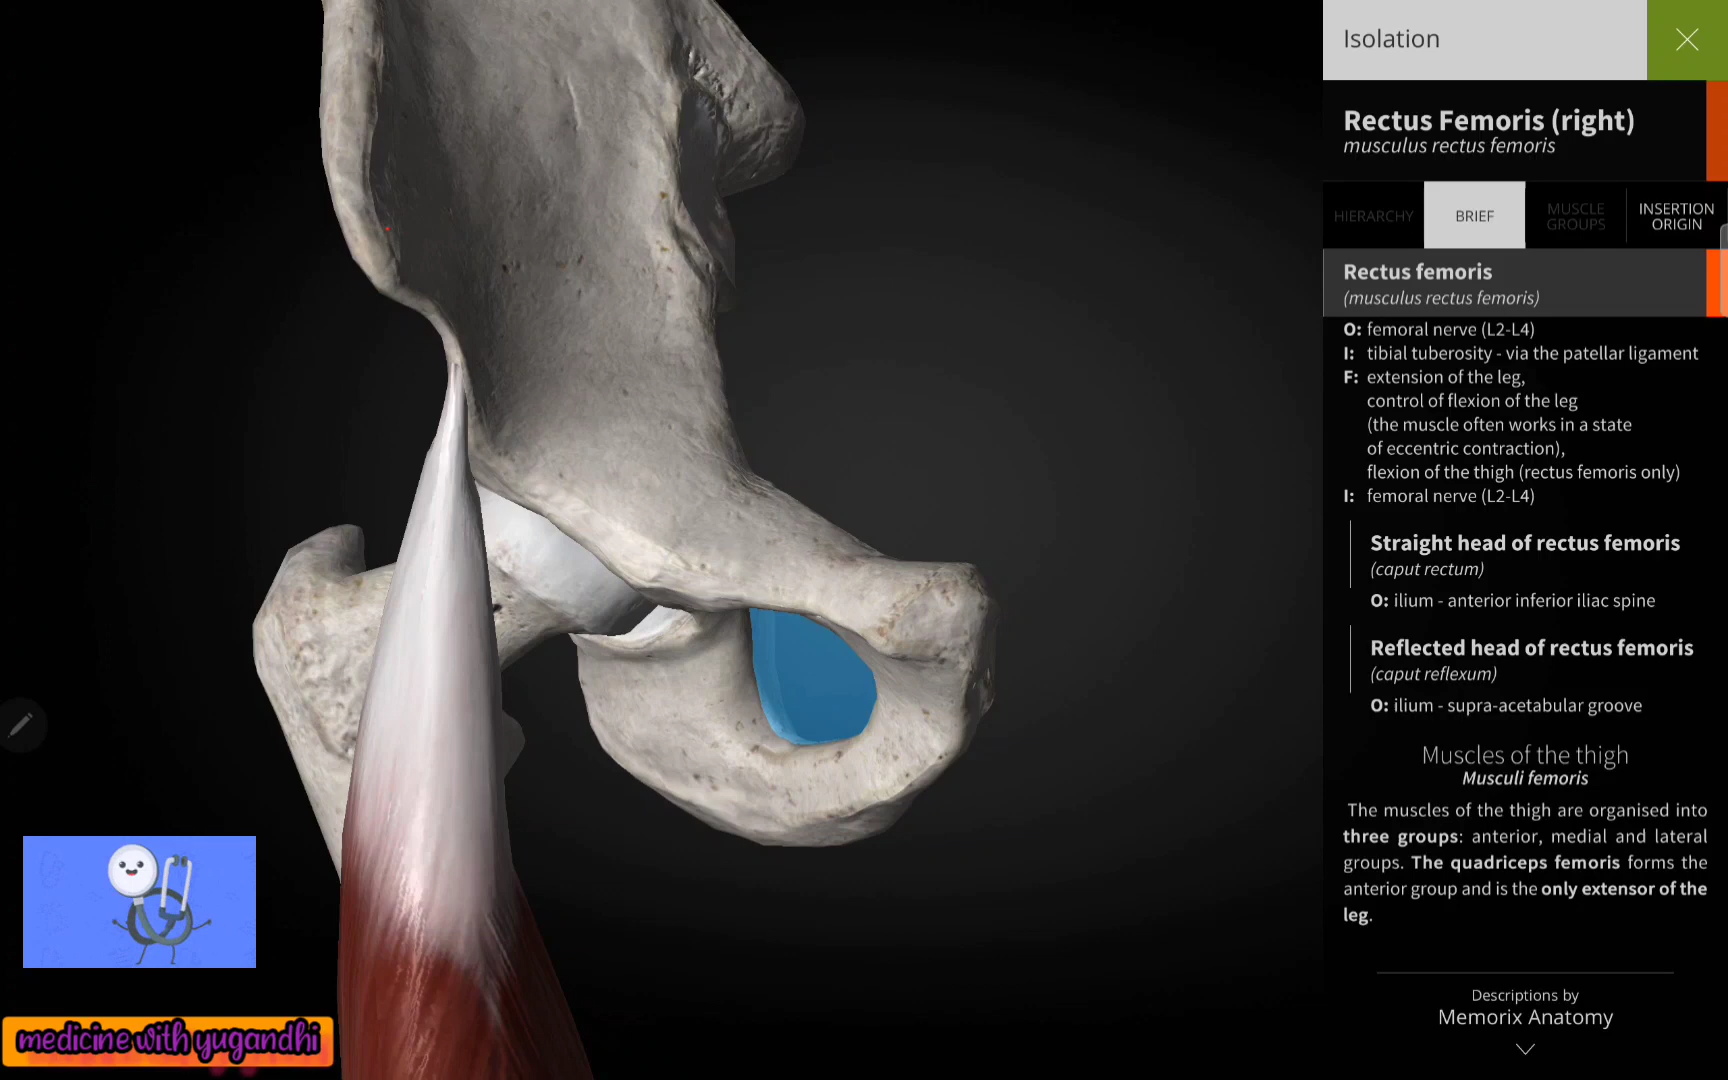 Isolation
Rectus Femoris (right)
musculus rectus femoris
HIERARCHY
BRIEF
MUSCLE
GROUPS
INSERTION
ORIGIN
Rectus femoris
(musculus rectus femoris)
O: femoral nerve (L2-L4)
I: tibial tuberosity - via the patellar ligament
F: extension of the leg,
control of flexion of the leg
(the muscle often works in a state
of eccentric contraction),
flexion of the thigh (rectus femoris only)
I: femoral nerve (L2-L4)
Straight head of rectus femoris
(caput rectum)
O: ilium - anterior inferior iliac spine
Reflected head of rectus femoris
(caput reflexum)
O: ilium - supra-acetabular groove
Muscles of the thigh
Musculi femoris
The muscles of the thigh are organised into
three groups: anterior, medial and lateral
groups. The quadriceps femoris forms the
anterior group and is the only extensor of the
leg.
Descriptions by
Memorix Anatomy
medicine with yugandhi